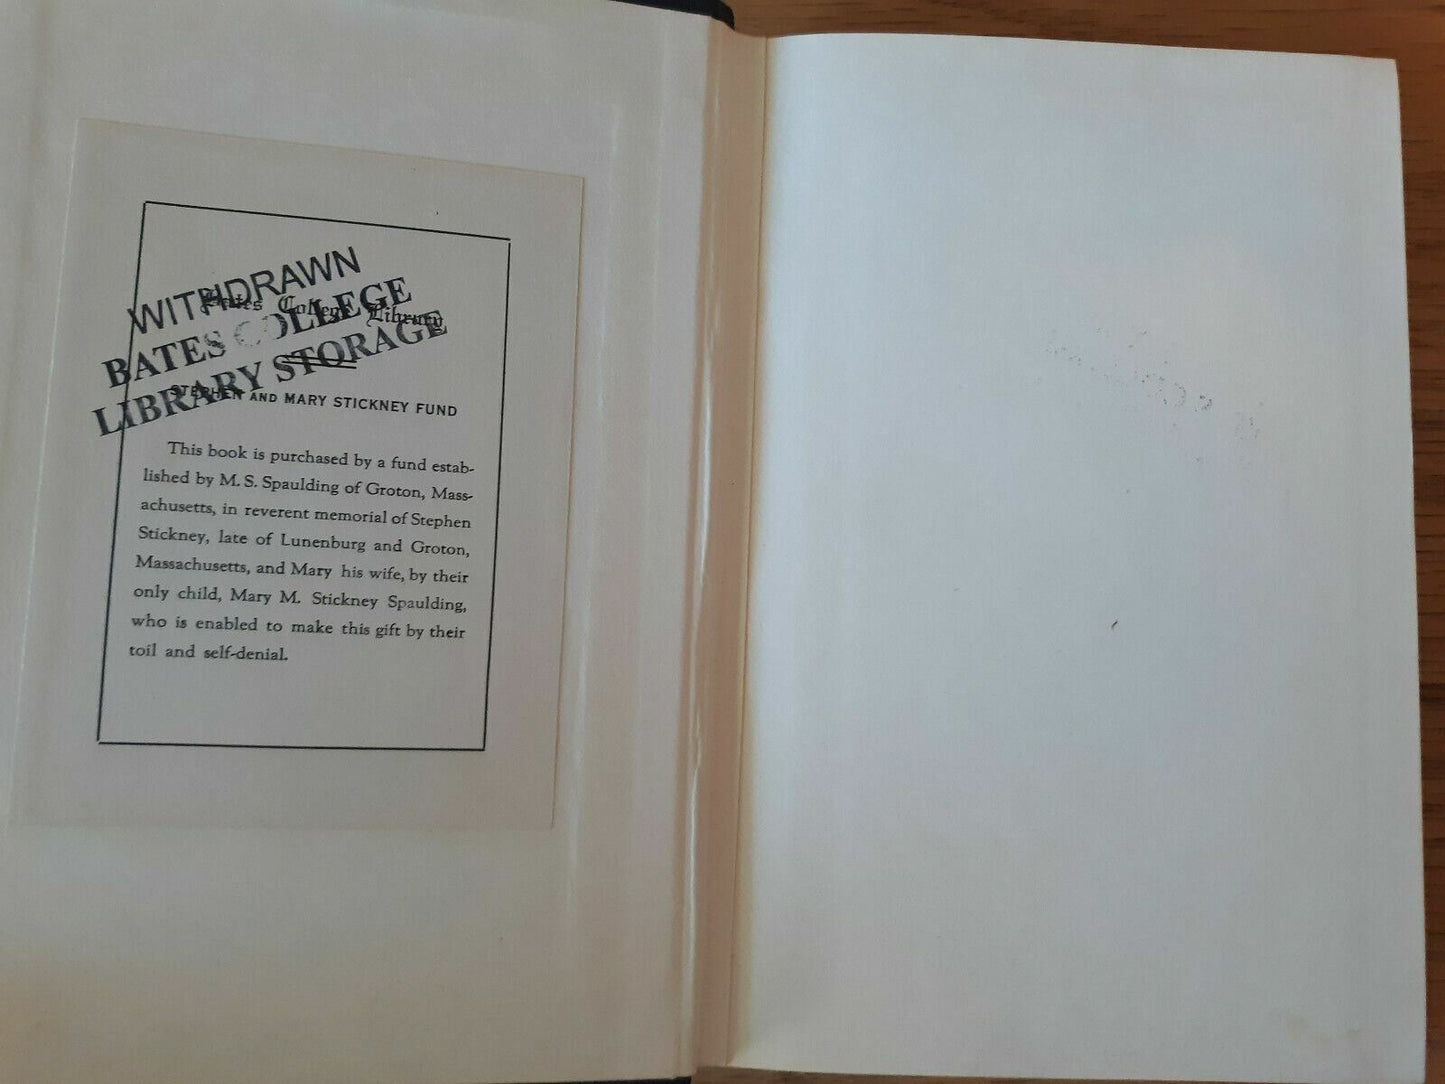 WITHDRAWN
Bates College Library
BATES COLLEGE
LIBRARY STORAGE
STEPHEN AND MARY STICKNEY FUND
This book is purchased by a fund estab-
lished by M. S. Spaulding of Groton, Mass-
achusetts, in reverent memorial of Stephen
Stickney, late of Lunenburg and Groton,
Massachusetts, and Mary his wife, by their
only child, Mary M. Stickney Spaulding,
who is enabled to make this gift by their
toil and self-denial.